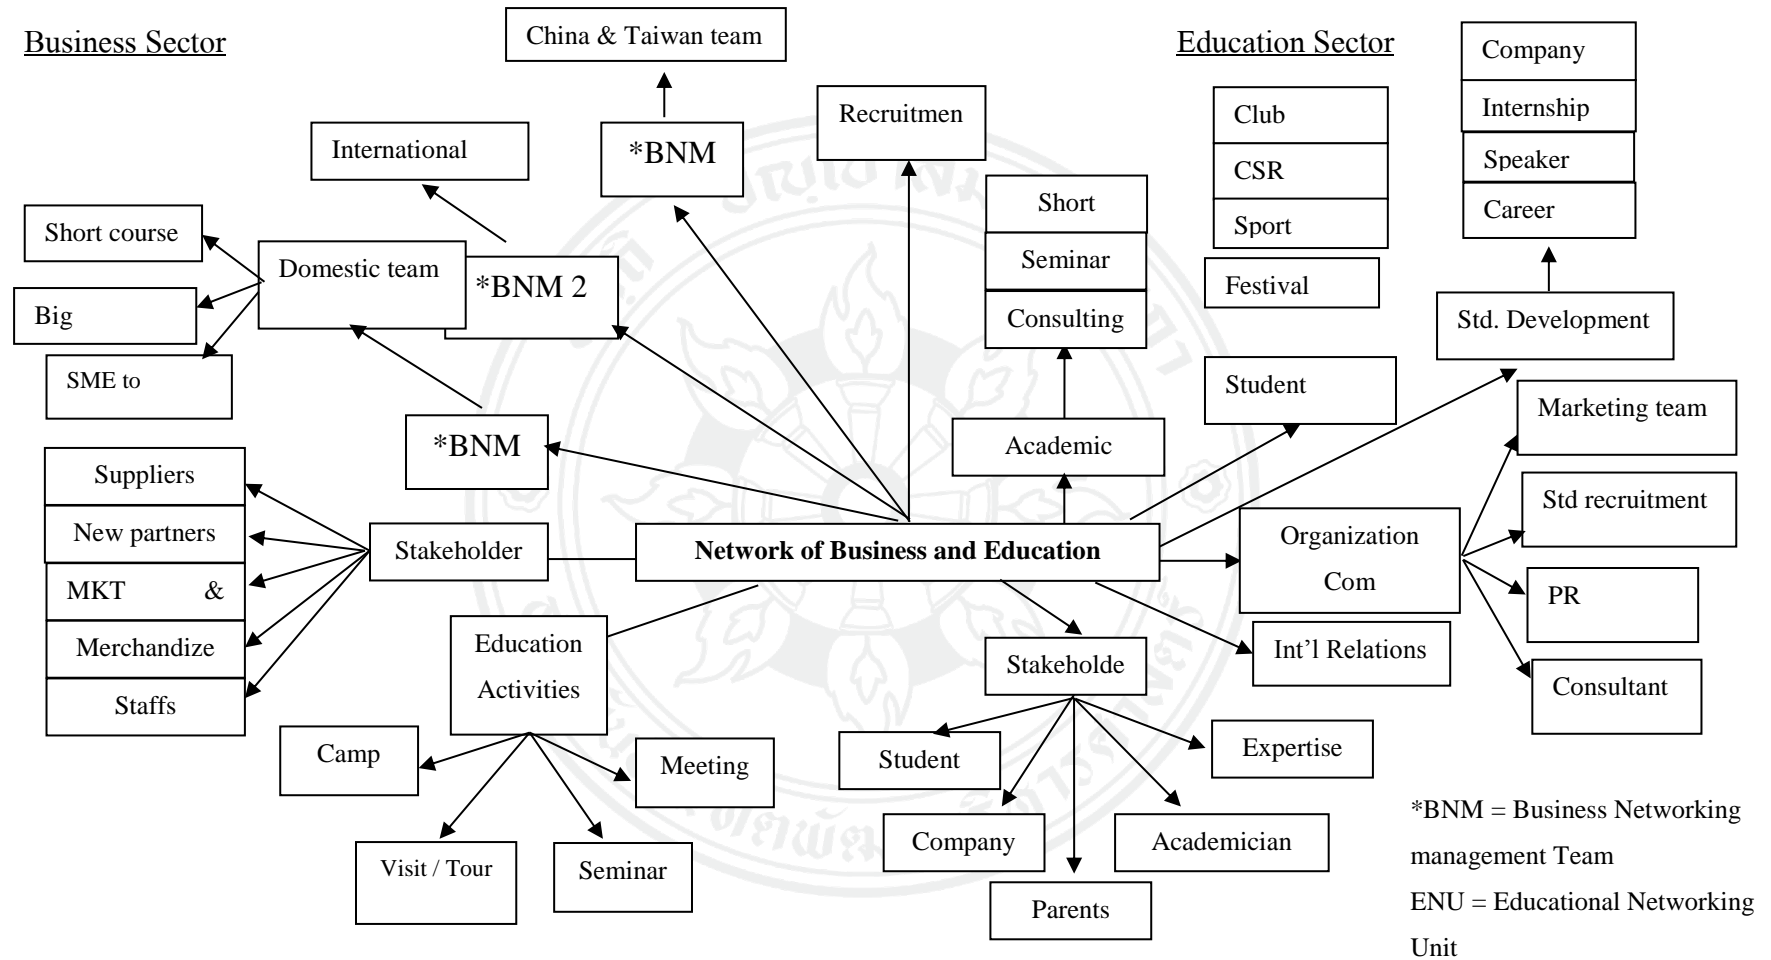 Business Sector
China & Taiwan team
Education Sector
Company
Internship
Speaker
Career
Club
CSR
Sport
Festival
Recruitmen
*BNM
International
Short
Seminar
Consulting
Short course
Domestic team
*BNM 2
Big
SME to
Std. Development
Student
Marketing team
*BNM
Academic
Suppliers
New partners
MKT &
Merchandize
Staffs
Stakeholder
Network of Business and Education
Organization
Com
Std recruitment
PR
Consultant
Education
Activities
Stakeholde
Int’l Relations
Camp
Meeting
Visit / Tour
Seminar
Student
Expertise
Company
Academician
Parents
*BNM = Business Networking
management Team
ENU = Educational Networking
Unit